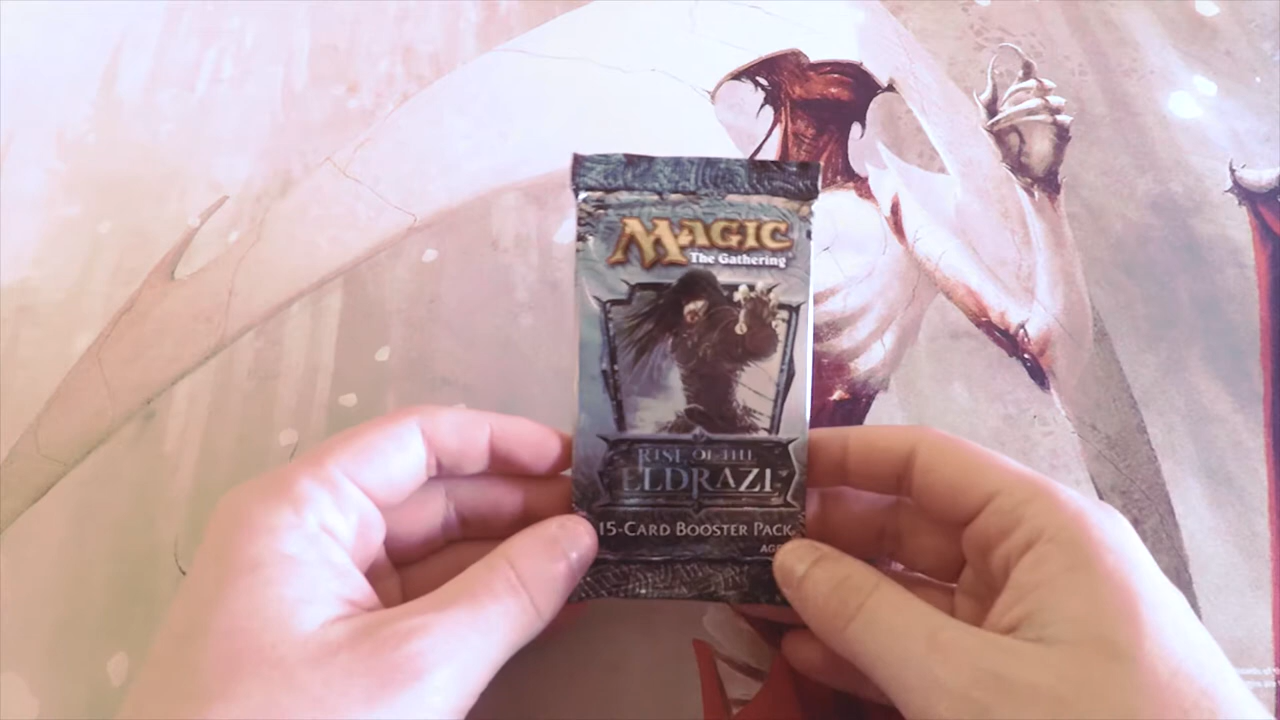 MAGIC
The Gathering
RISE OF THE
ELDRAZI
15-CARD BOOSTER PACK